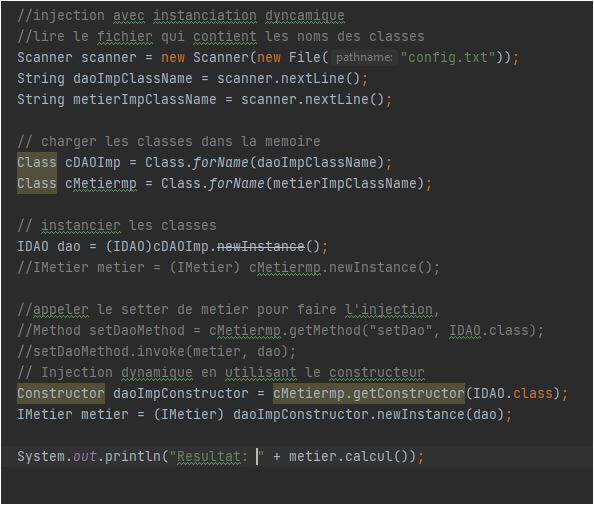 //injection avec instanciation dyncamique
//lire le fichier qui contient les noms des classes
Scanner scanner = new Scanner(new File( pathname: "config.txt"));
String daoImpClassName = scanner.nextLine();
String metierImpClassName = scanner.nextLine();
// charger les classes dans la memoire
Class cDAOImp = Class.forName(daoImpClassName);
Class cMetiermp = Class.forName(metierImpClassName);
// instancier les classes
IDAO dao = (IDAO)cDAOImp.newInstance();
//IMetier metier = (IMetier) cMetiermp.newInstance();
//appeler le setter de metier pour faire l'injection,
//Method setDaoMethod = cMetiermp.getMethod("setDao", IDAO.class);
//setDaoMethod.invoke(metier, dao);
// Injection dynamique en utilisant le constructeur
Constructor daoImpConstructor = cMetiermp.getConstructor(IDAO.class);
IMetier metier = (IMetier) daoImpConstructor.newInstance(dao);
System.out.println("Resultat: " + metier.calcul());